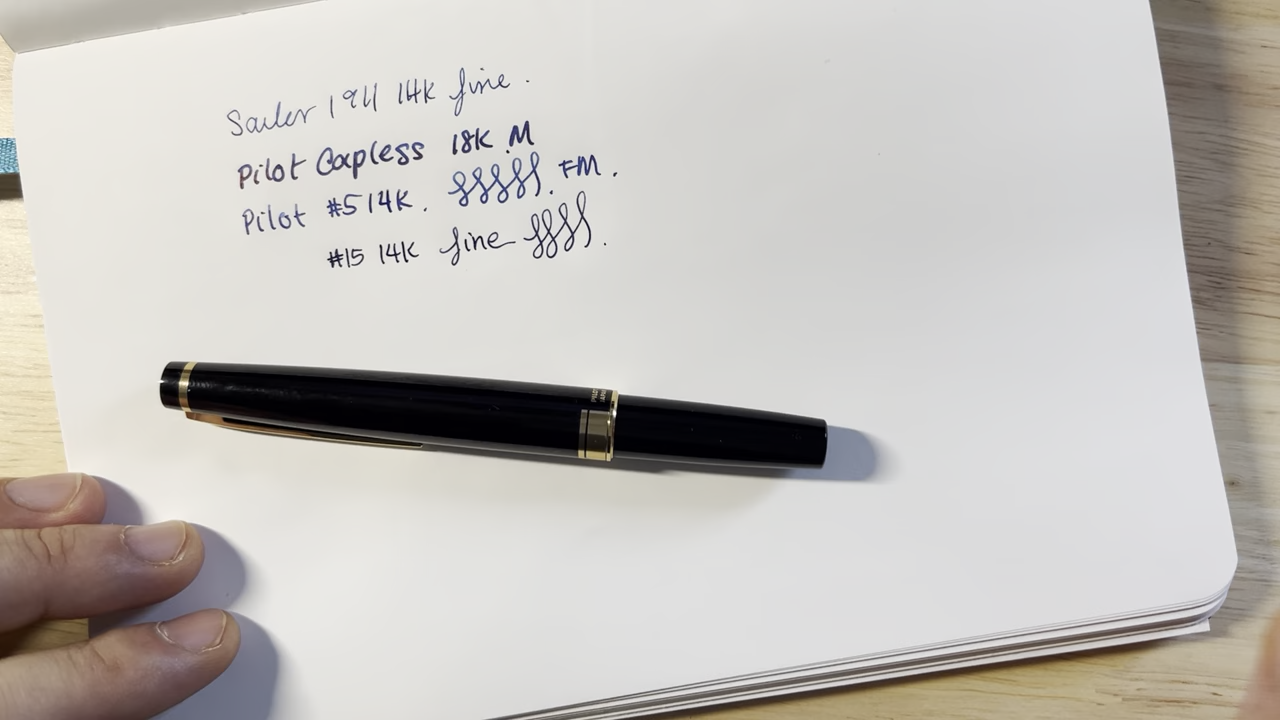 Sailor 1911 14K fine.
Pilot Capless 18K M
Pilot #5 14K. FM.
#15 14K fine